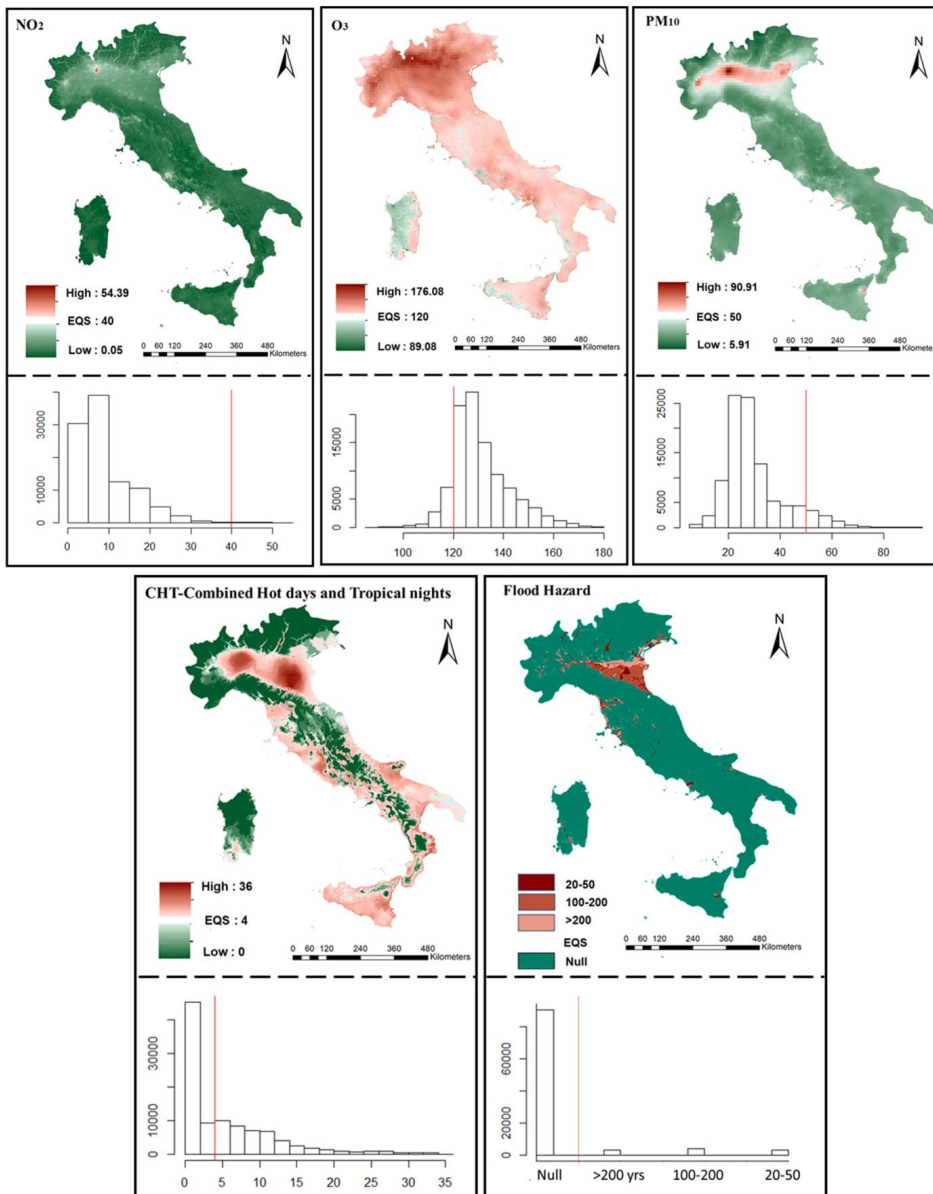 NO2
N
High : 54.39
EQS : 40
Low : 0.05
0 60 120 240 360 480
Kilometers
30000
10000
0
0 10 20 30 40 50
O3
N
High : 176.08
EQS : 120
Low : 89.08
0 60 120 240 360 480
Kilometers
15000
5000
0
100 120 140 160 180
PM10
N
High : 90.91
EQS : 50
Low : 5.91
0 60 120 240 360 480
Kilometers
25000
15000
5000
0
20 40 60 80
CHT-Combined Hot days and Tropical nights
N
High : 36
EQS : 4
Low : 0
0 60 120 240 360 480
Kilometers
30000
10000
0
0 5 10 15 20 25 30 35
Flood Hazard
N
20-50
100-200
>200
EQS
Null
0 60 120 240 360 480
Kilometers
60000
20000
0
Null >200 yrs 100-200 20-50